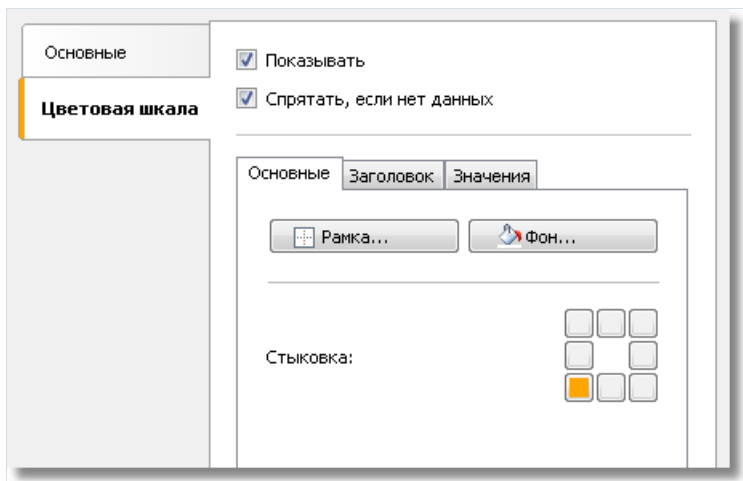 Основные
Цветовая шкала
Показывать
Спрятать, если нет данных
Основные Заголовок Значения
Рамка... Фон...
Стыковка: